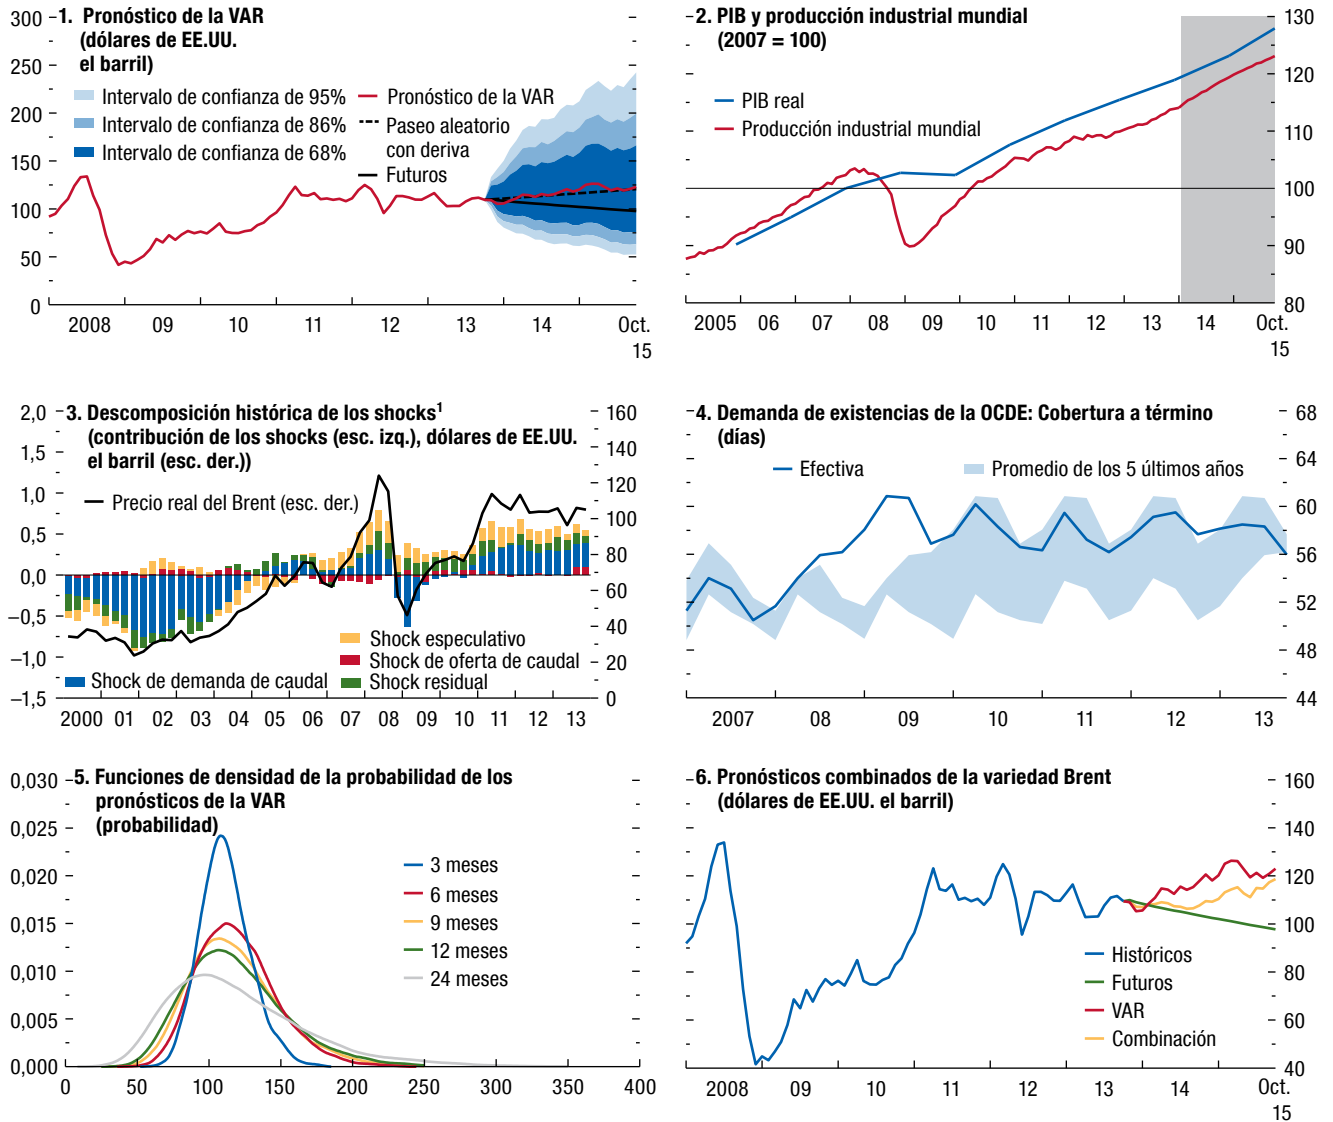 1. Pronóstico de la VAR
(dólares de EE.UU.
el barril)
300
250
200
150
100
50
0
Intervalo de confianza de 95%
Intervalo de confianza de 86%
Intervalo de confianza de 68%
Pronóstico de la VAR
Paseo aleatorio
con deriva
Futuros
2008 09 10 11 12 13 14 Oct.
15
2. PIB y producción industrial mundial
(2007 = 100)
PIB real
Producción industrial mundial
130
120
110
100
90
80
2005 06 07 08 09 10 11 12 13 14 Oct.
15
3. Descomposición histórica de los shocks¹
(contribución de los shocks (esc. izq.), dólares de EE.UU.
el barril (esc. der.))
2,0
1,5
1,0
0,5
0,0
–0,5
–1,0
–1,5
Precio real del Brent (esc. der.)
Shock especulativo
Shock de oferta de caudal
Shock de demanda de caudal
Shock residual
160
140
120
100
80
60
40
20
0
2000 01 02 03 04 05 06 07 08 09 10 11 12 13
4. Demanda de existencias de la OCDE: Cobertura a término
(días)
Efectiva
Promedio de los 5 últimos años
68
64
60
56
52
48
44
2007 08 09 10 11 12 13
5. Funciones de densidad de la probabilidad de los
pronósticos de la VAR
(probabilidad)
0,030
0,025
0,020
0,015
0,010
0,005
0,000
3 meses
6 meses
9 meses
12 meses
24 meses
0 50 100 150 200 250 300 350 400
6. Pronósticos combinados de la variedad Brent
(dólares de EE.UU. el barril)
160
140
120
100
80
60
40
Históricos
Futuros
VAR
Combinación
2008 09 10 11 12 13 14 Oct.
15